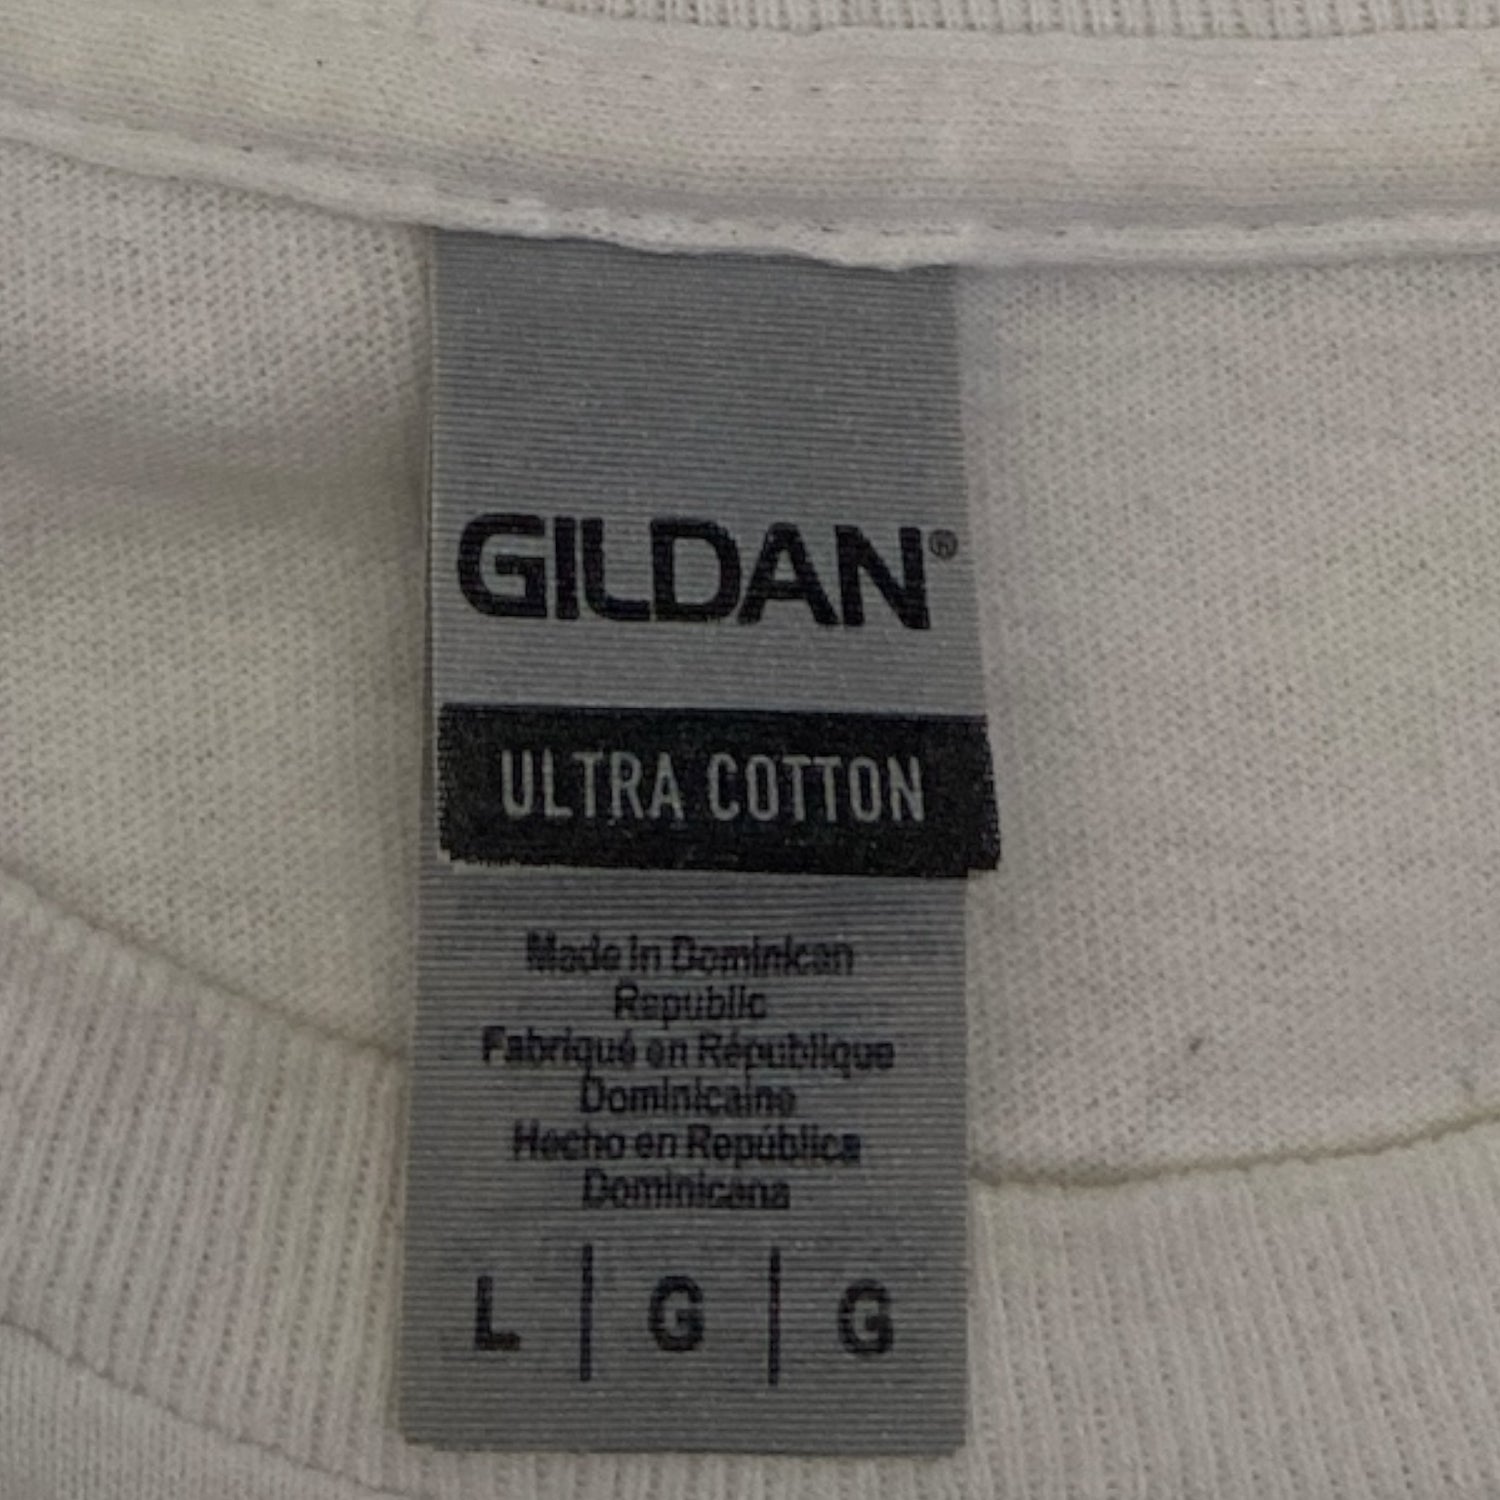 GILDAN®
ULTRA COTTON
Made in Dominican
Republic
Fabriqué en République
Dominicaine
Hecho en República
Dominicana
L | G | G